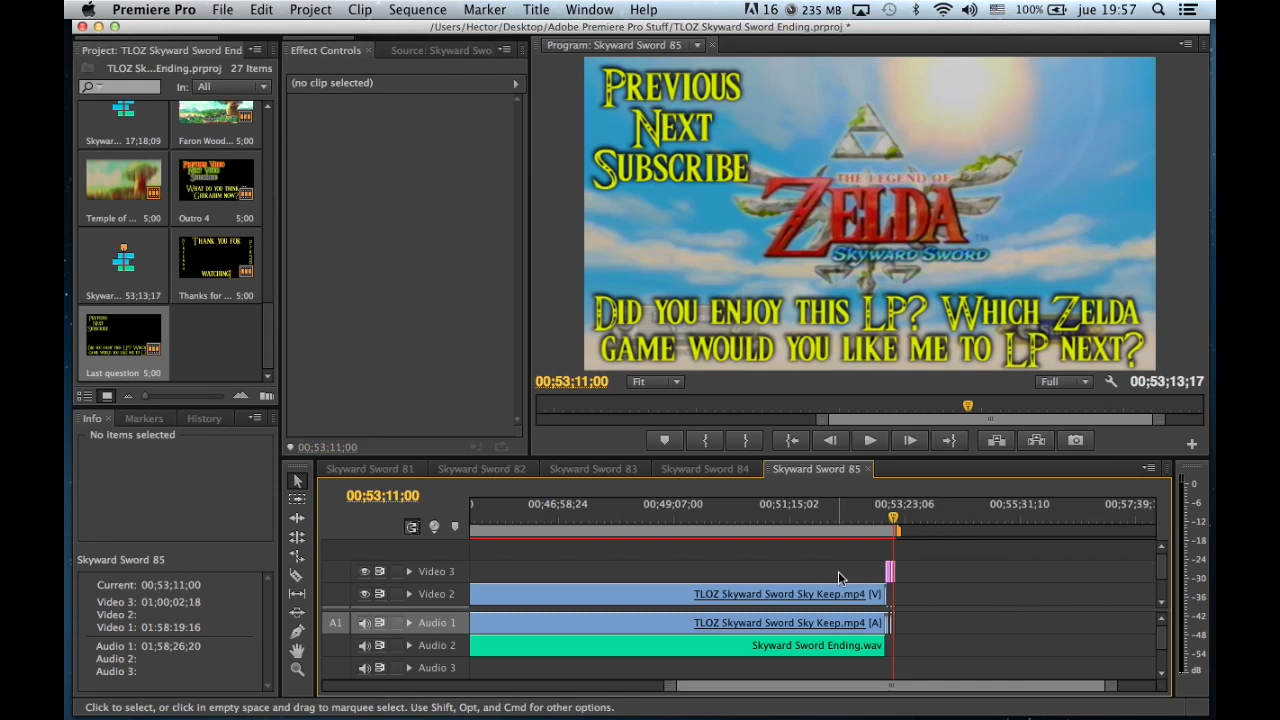 Premiere Pro File Edit Project Clip Sequence Marker Title Window Help 16 235 MB 100% jue 19:57
/Users/Hector/Desktop/Adobe Premiere Pro Stuff/TLOZ Skyward Sword Ending.prproj *
Project: TLOZ Skyward Sword End
TLOZ Sk...Ending.prproj 27 Items
In: All
Skywar... 17;18;09 Faron Wood... 5;00
Temple of ... 5;00 Outro 4 5;00
Skywar... 53;13;17 Thanks for ... 5;00
Last question 5;00
Effect Controls Source: Skyward Swo
(no clip selected)
00;53;11;00
Program: Skyward Sword 85
PREVIOUS
NEXT
SUBSCRIBE
THE LEGEND OF
ZELDA
SKYWARD SWORD
DID YOU ENJOY THIS LP? WHICH ZELDA
GAME WOULD YOU LIKE ME TO LP NEXT?
00;53;11;00 Fit Full 00;53;13;17
Info Markers History
No items selected
Skyward Sword 85
Current: 00;53;11;00
Video 3: 01;00;02;18
Video 2:
Video 1: 01:58:19:16
Audio 1: 01;58;26;20
Audio 2:
Audio 3:
Skyward Sword 81 Skyward Sword 82 Skyward Sword 83 Skyward Sword 84 Skyward Sword 85
00;53;11;00
00;46;58;24 00;49;07;00 00;51;15;02 00;53;23;06 00;55;31;10 00;57;39;
Video 3
Video 2 TLOZ Skyward Sword Sky Keep.mp4 [V]
A1 Audio 1 TLOZ Skyward Sword Sky Keep.mp4 [A]
Audio 2 Skyward Sword Ending.wav
Audio 3
0
-6
-12
-18
-24
-30
-36
-42
-48
-54
dB
Click to select, or click in empty space and drag to marquee select. Use Shift, Opt, and Cmd for other options.